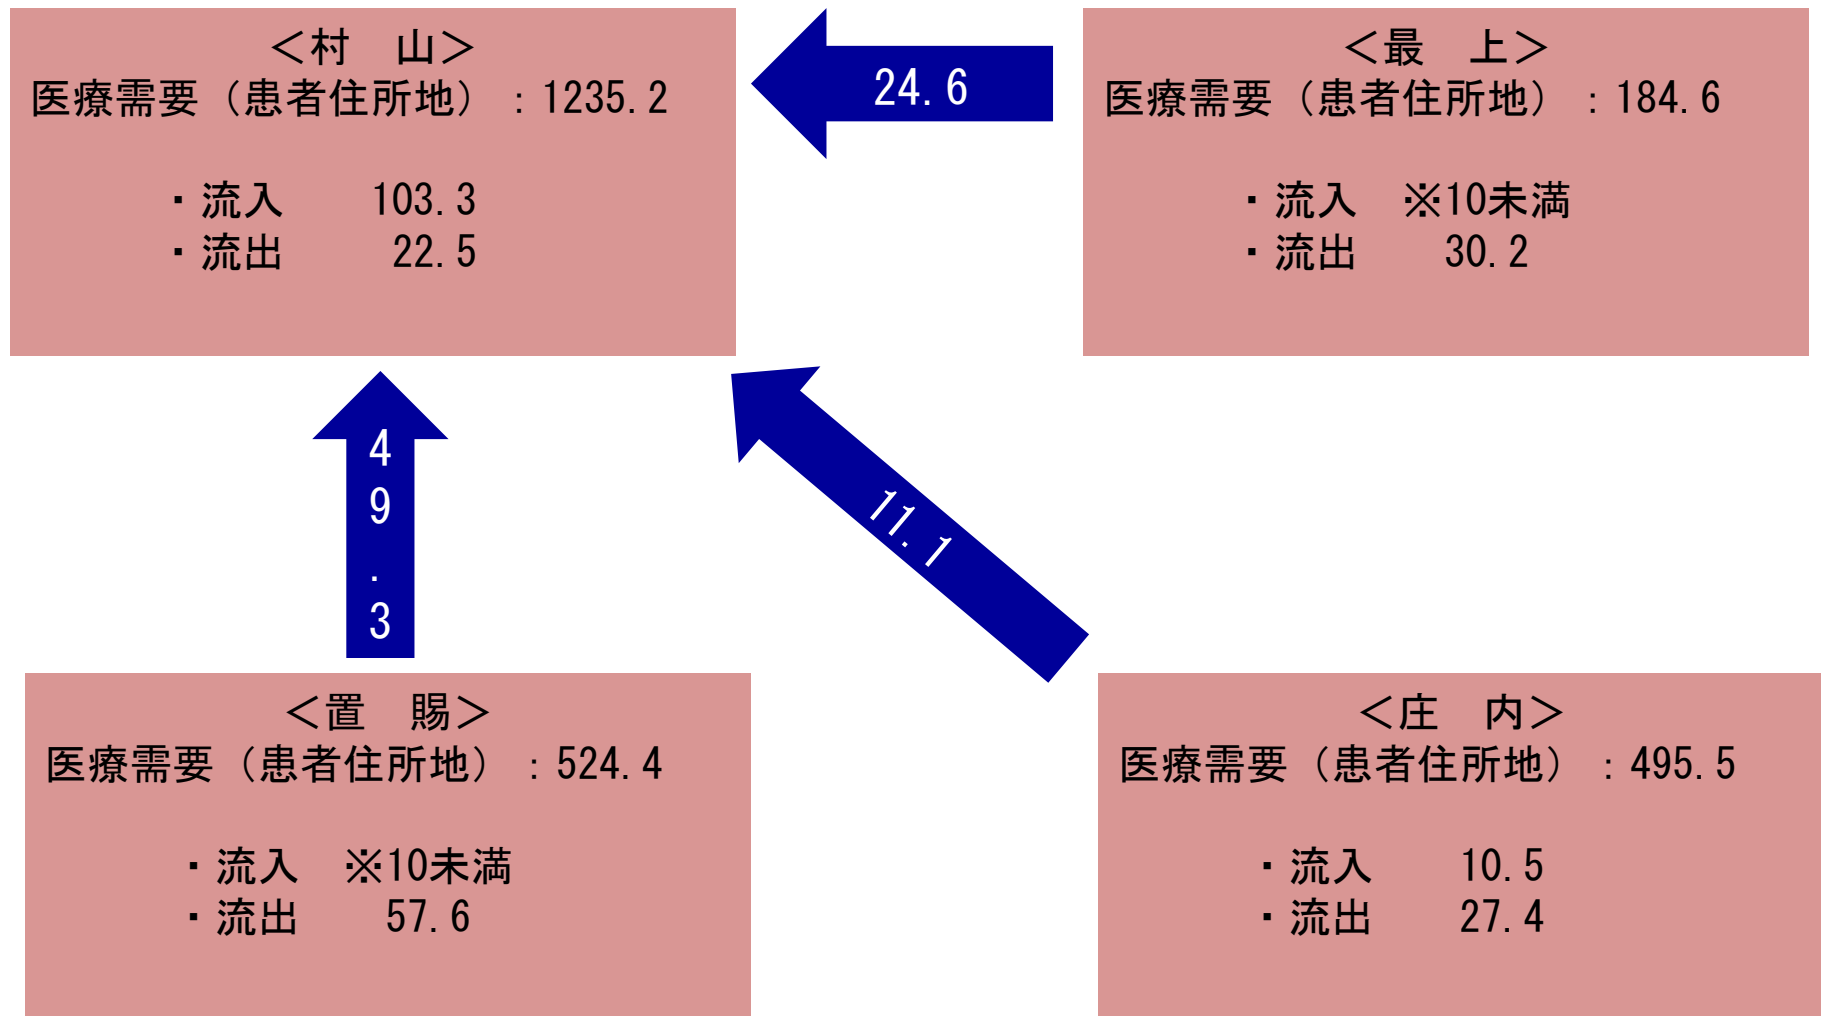 ＜村　山＞
医療需要（患者住所地）：1235.2
・流入　　103.3
・流出　　 22.5
24.6
＜最　上＞
医療需要（患者住所地）：184.6
・流入　※10未満
・流出　　30.2
49.3
11.1
＜置　賜＞
医療需要（患者住所地）：524.4
・流入　※10未満
・流出　　57.6
＜庄　内＞
医療需要（患者住所地）：495.5
・流入　　10.5
・流出　　27.4